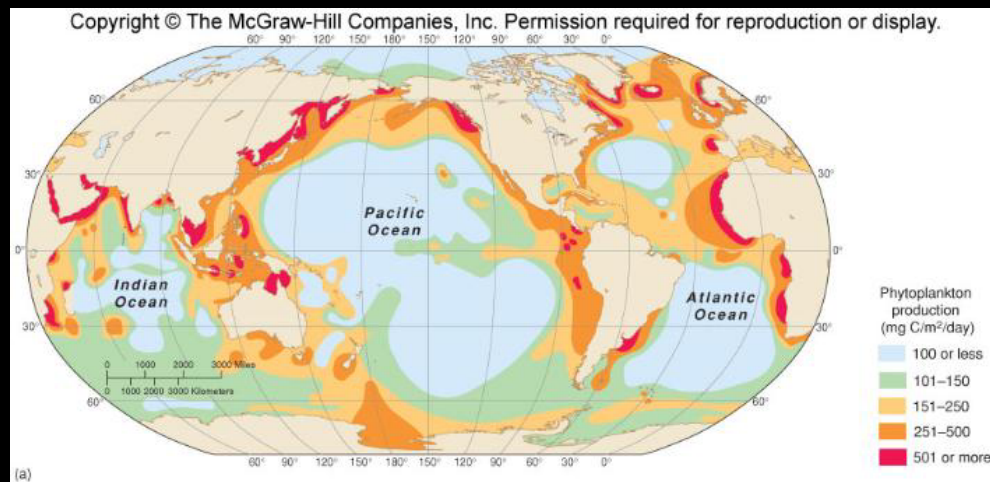 Copyright © The McGraw-Hill Companies, Inc. Permission required for reproduction or display.
60° 90° 120° 150° 180° 150° 120° 90° 60° 30° 0°
60° 60°
30° 30°
0° 0°
30° 30°
60° 60°
Pacific
Ocean
Indian
Ocean
Atlantic
Ocean
0 1000 2000 3000 Miles
0 1000 2000 3000 Kilometers
60° 90° 120° 150° 180° 150° 120° 90° 60° 30° 0°
Phytoplankton
production
(mg C/m²/day)
100 or less
101–150
151–250
251–500
501 or more
(a)